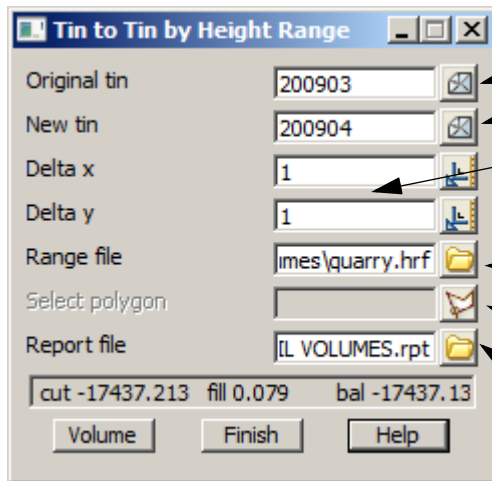 Tin to Tin by Height Range
Original tin 200903
New tin 200904
Delta x 1
Delta y 1
Range file \quarry.hrf
Select polygon
Report file VOLUMES.rpt
cut -17437.213 fill 0.079 bal -17437.13
Volume Finish Help